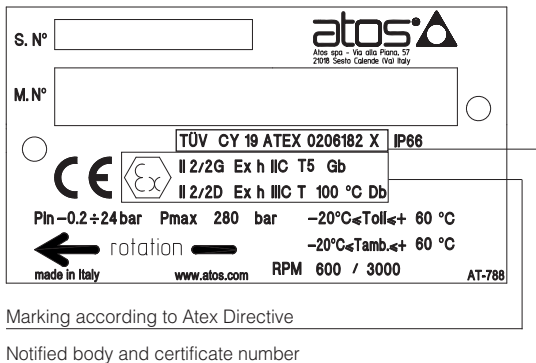 S. Nº
atos
Atos spa - Via alla Piana, 57
21018 Sesto Calende (Va) Italy
M. Nº
TÜV CY 19 ATEX 0206182 X IP66
CE Ex II 2/2G Ex h IIC T5 Gb
II 2/2D Ex h IIIC T 100 °C Db
Pin -0.2÷24 bar Pmax 280 bar -20°C≤Toil≤+ 60 °C
rotation -20°C≤Tamb.≤+ 60 °C
made in Italy www.atos.com RPM 600 / 3000 AT-788
Marking according to Atex Directive
Notified body and certificate number